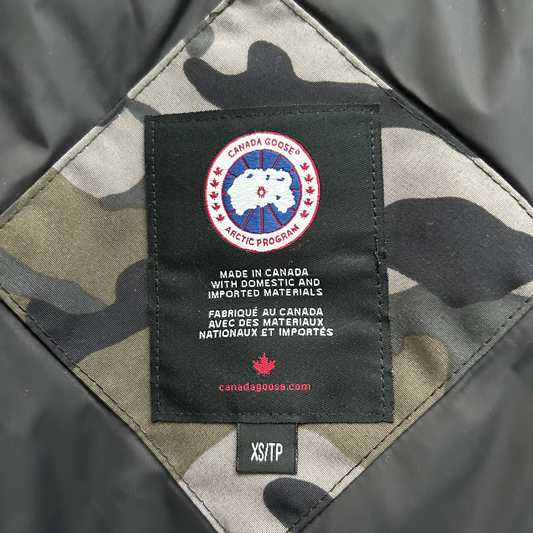 CANADA GOOSE®
ARCTIC PROGRAM
MADE IN CANADA
WITH DOMESTIC AND
IMPORTED MATERIALS
FABRIQUÉ AU CANADA
AVEC DES MATERIAUX
NATIONAUX ET IMPORTÉS
canadagoose.com
XS/TP